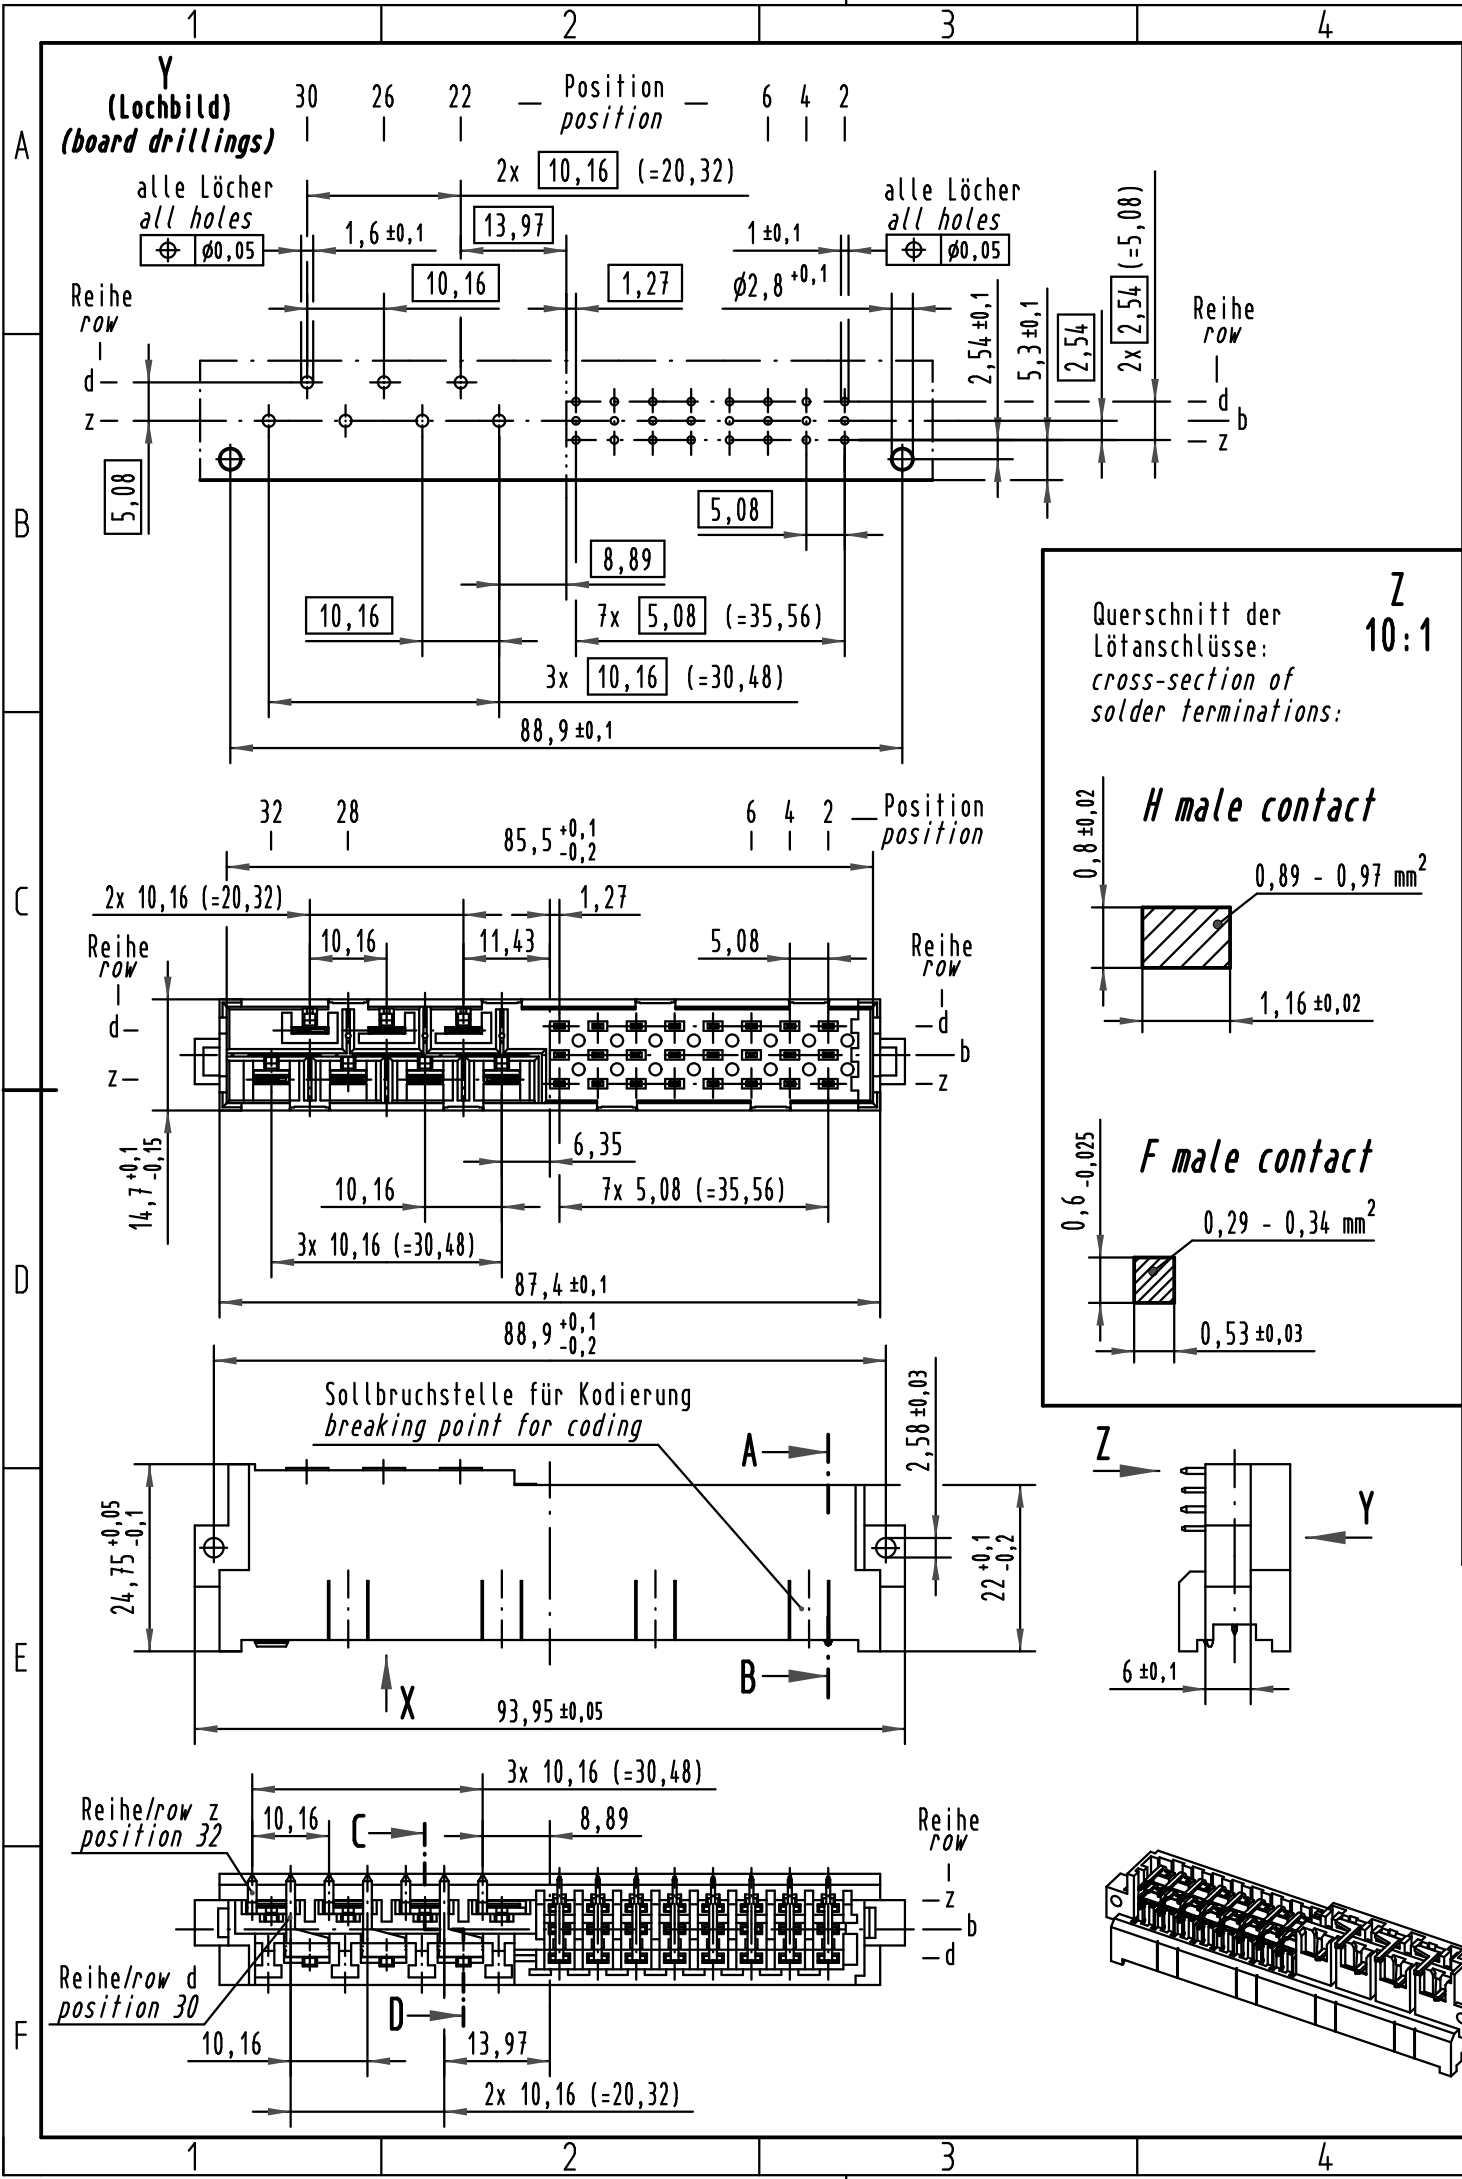 1 2 3 4
A
B
C
D
E
F
Y
(Lochbild)
(board drillings)
30 26 22 — Position — 6 4 2
position
2x 10,16 (=20,32)
alle Löcher
all holes
⌖ ø0,05
1,6 ±0,1
13,97
1 ±0,1
alle Löcher
all holes
⌖ ø0,05
10,16
1,27
ø2,8 +0,1
2,54 ±0,1
5,3 ±0,1
2,54
2x 2,54 (=5,08)
Reihe
row
d
z
Reihe
row
d
b
z
5,08
5,08
8,89
10,16
7x 5,08 (=35,56)
3x 10,16 (=30,48)
88,9 ±0,1
Z
10:1
Querschnitt der
Lötanschlüsse:
cross-section of
solder terminations:
H male contact
0,8 ±0,02
0,89 - 0,97 mm²
1,16 ±0,02
F male contact
0,6 -0,025
0,29 - 0,34 mm²
0,53 ±0,03
32 28 6 4 2 — Position
position
85,5 +0,1 -0,2
2x 10,16 (=20,32)
1,27
10,16
11,43
5,08
Reihe
row
d
z
Reihe
row
d
b
z
14,7 +0,1 -0,15
6,35
10,16
7x 5,08 (=35,56)
3x 10,16 (=30,48)
87,4 ±0,1
88,9 +0,1 -0,2
Sollbruchstelle für Kodierung
breaking point for coding
A
2,58 ±0,03
24,75 +0,05 -0,1
22 +0,1 -0,2
B
X
93,95 ±0,05
Z
Y
6 ±0,1
3x 10,16 (=30,48)
Reihe/row z
position 32
10,16
C
8,89
Reihe
row
z
b
d
Reihe/row d
position 30
D
10,16
13,97
2x 10,16 (=20,32)
1 2 3 4